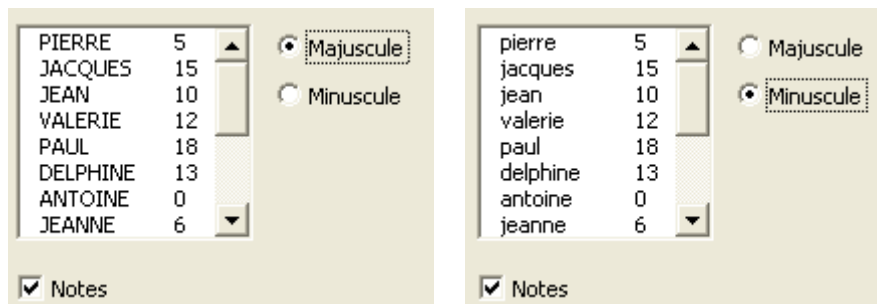 PIERRE 5
JACQUES 15
JEAN 10
VALERIE 12
PAUL 18
DELPHINE 13
ANTOINE 0
JEANNE 6
Majuscule
Minuscule
Notes
pierre 5
jacques 15
jean 10
valerie 12
paul 18
delphine 13
antoine 0
jeanne 6
Majuscule
Minuscule
Notes